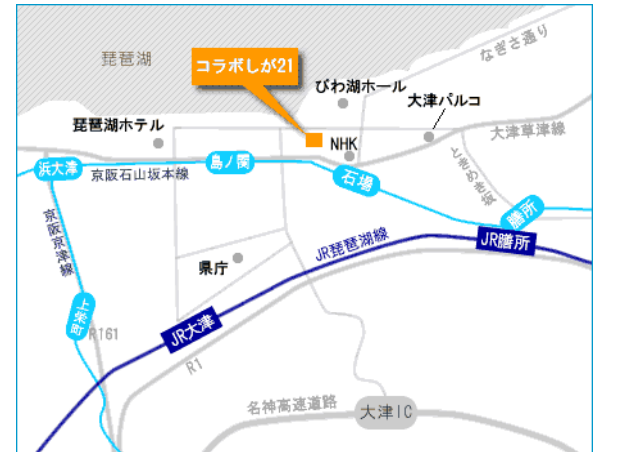 琵琶湖
なぎさ通り
コラボしが21
びわ湖ホール
大津パルコ
琵琶湖ホテル
NHK
大津草津線
浜大津
京阪石山坂本線
島ノ関
石場
ときめき坂
膳所
京阪京津線
県庁
JR琵琶湖線
JR膳所
上栄町
R161
JR大津
R1
名神高速道路
大津IC